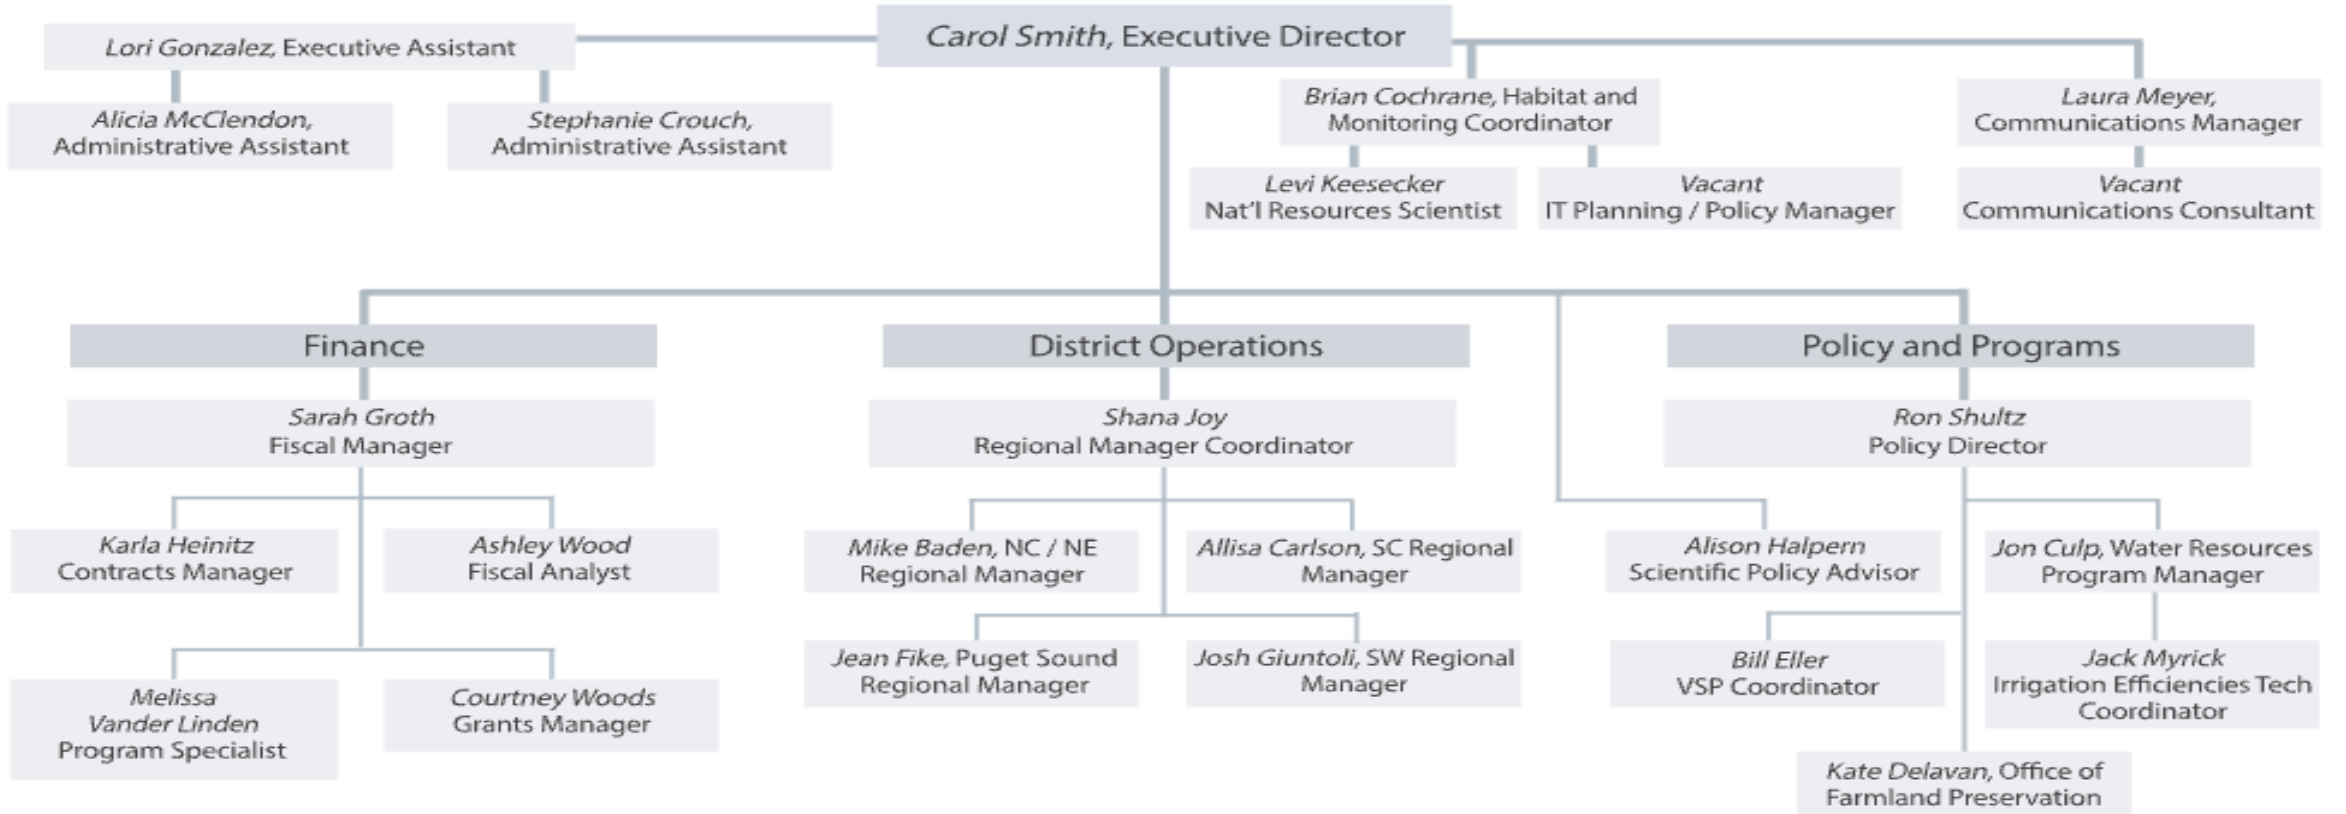 Carol Smith, Executive Director
Lori Gonzalez, Executive Assistant
Alicia McClendon,
Administrative Assistant
Stephanie Crouch,
Administrative Assistant
Brian Cochrane, Habitat and
Monitoring Coordinator
Levi Keesecker
Nat'l Resources Scientist
Vacant
IT Planning / Policy Manager
Laura Meyer,
Communications Manager
Vacant
Communications Consultant
Finance
Sarah Groth
Fiscal Manager
Karla Heinitz
Contracts Manager
Ashley Wood
Fiscal Analyst
Melissa
Vander Linden
Program Specialist
Courtney Woods
Grants Manager
District Operations
Shana Joy
Regional Manager Coordinator
Mike Baden, NC / NE
Regional Manager
Allisa Carlson, SC Regional
Manager
Jean Fike, Puget Sound
Regional Manager
Josh Giuntoli, SW Regional
Manager
Policy and Programs
Ron Shultz
Policy Director
Alison Halpern
Scientific Policy Advisor
Jon Culp, Water Resources
Program Manager
Bill Eller
VSP Coordinator
Jack Myrick
Irrigation Efficiencies Tech
Coordinator
Kate Delavan, Office of
Farmland Preservation